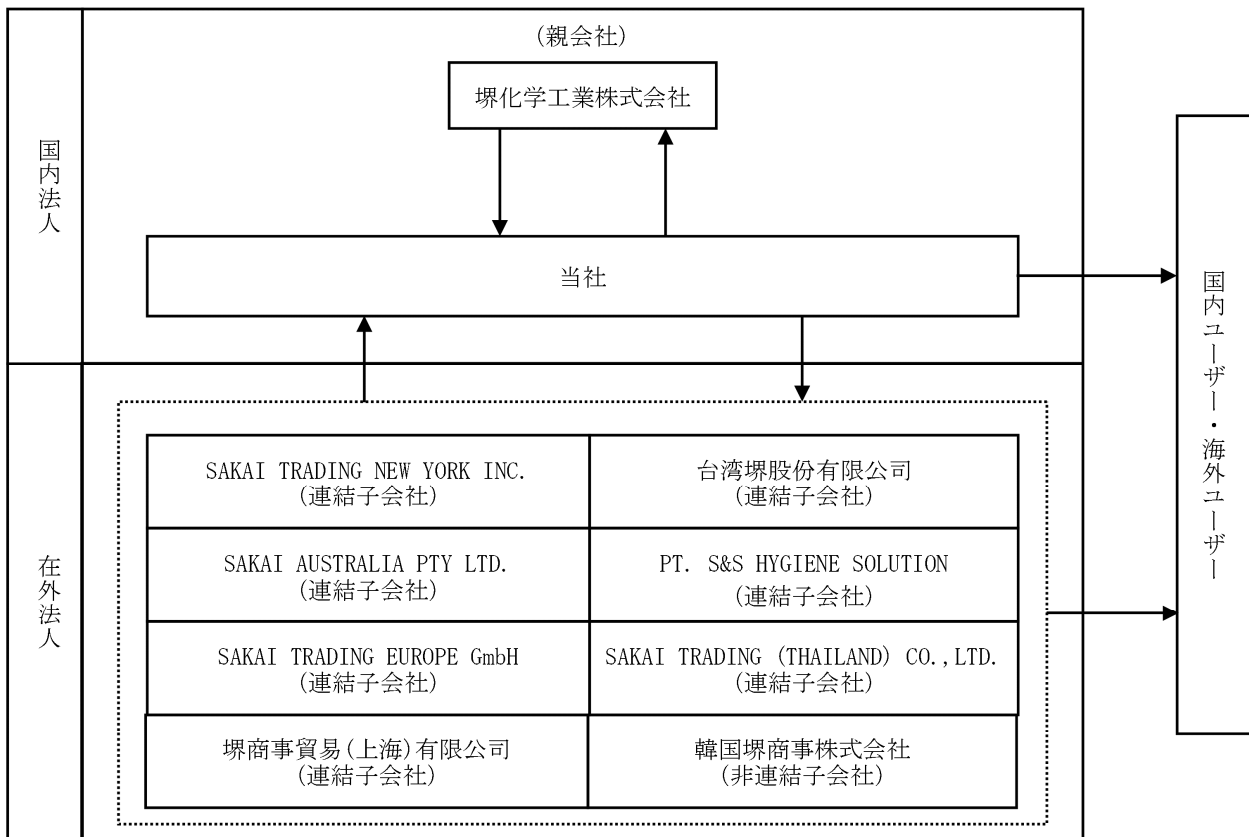 (親会社)
堺化学工業株式会社
国内法人
当社
国内ユーザー・海外ユーザー
在外法人
SAKAI TRADING NEW YORK INC.
(連結子会社)
台湾堺股份有限公司
(連結子会社)
SAKAI AUSTRALIA PTY LTD.
(連結子会社)
PT. S&S HYGIENE SOLUTION
(連結子会社)
SAKAI TRADING EUROPE GmbH
(連結子会社)
SAKAI TRADING (THAILAND) CO.,LTD.
(連結子会社)
堺商事貿易(上海)有限公司
(連結子会社)
韓国堺商事株式会社
(非連結子会社)